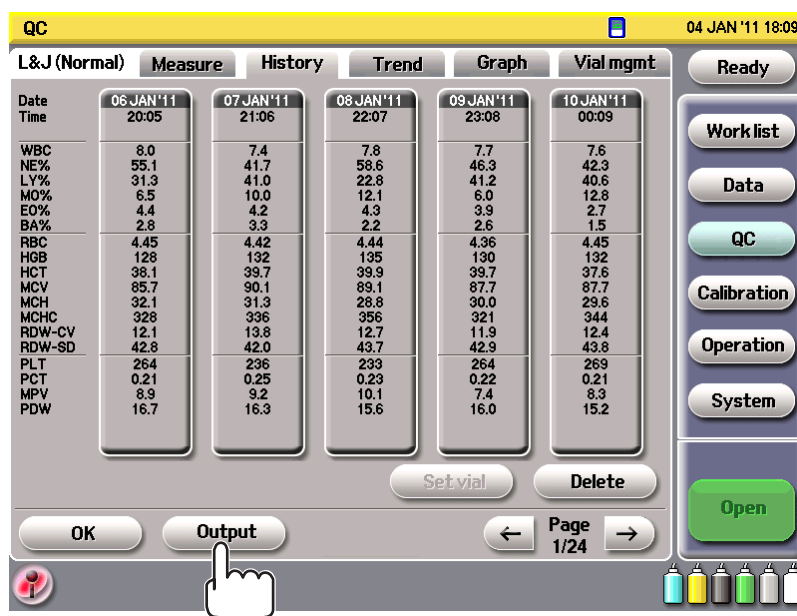 QC 04 JAN '11 18:09
L&J (Normal) Measure History Trend Graph Vial mgmt Ready
Date 06 JAN'11 07 JAN'11 08 JAN'11 09 JAN'11 10 JAN'11
Time 20:05 21:06 22:07 23:08 00:09
Work list
WBC 8.0 7.4 7.8 7.7 7.6
NE% 55.1 41.7 58.6 46.3 42.3
LY% 31.3 41.0 22.8 41.2 40.6
MO% 6.5 10.0 12.1 6.0 12.8
EO% 4.4 4.2 4.3 3.9 2.7
BA% 2.8 3.3 2.2 2.6 1.5
Data
RBC 4.45 4.42 4.44 4.36 4.45
HGB 128 132 135 130 132
HCT 38.1 39.7 39.9 39.7 37.6
MCV 85.7 90.1 89.1 87.7 87.7
MCH 32.1 31.3 28.8 30.0 29.6
MCHC 328 336 356 321 344
RDW-CV 12.1 13.8 12.7 11.9 12.4
RDW-SD 42.8 42.0 43.7 42.9 43.8
QC
Calibration
Operation
PLT 264 236 233 264 269
PCT 0.21 0.25 0.23 0.22 0.21
MPV 8.9 9.2 10.1 7.4 8.3
PDW 16.7 16.3 15.6 16.0 15.2
System
Set vial Delete
Open
OK Output ← Page →
1/24
?